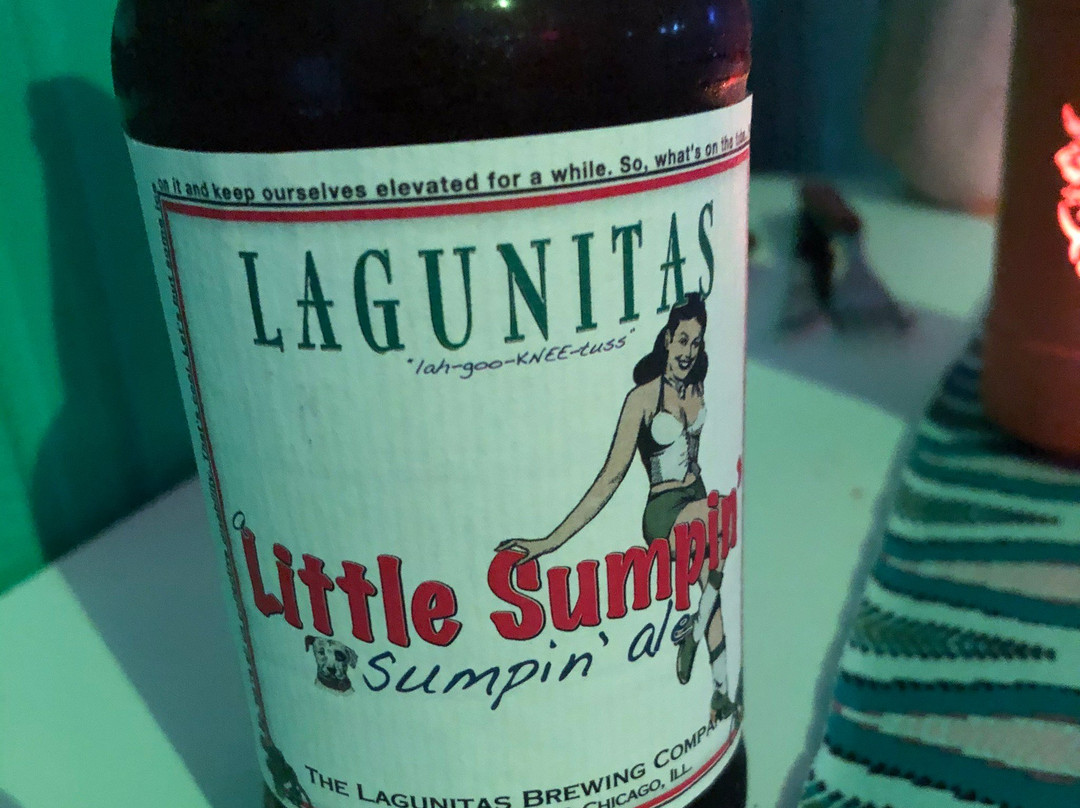 it and keep ourselves elevated for a while. So, what's on the
LAGUNITAS
"lah-goo-KNEE-tuss"
"Little Sumpin'
Sumpin' ale
THE LAGUNITAS BREWING COMPA
CHICAGO, ILL